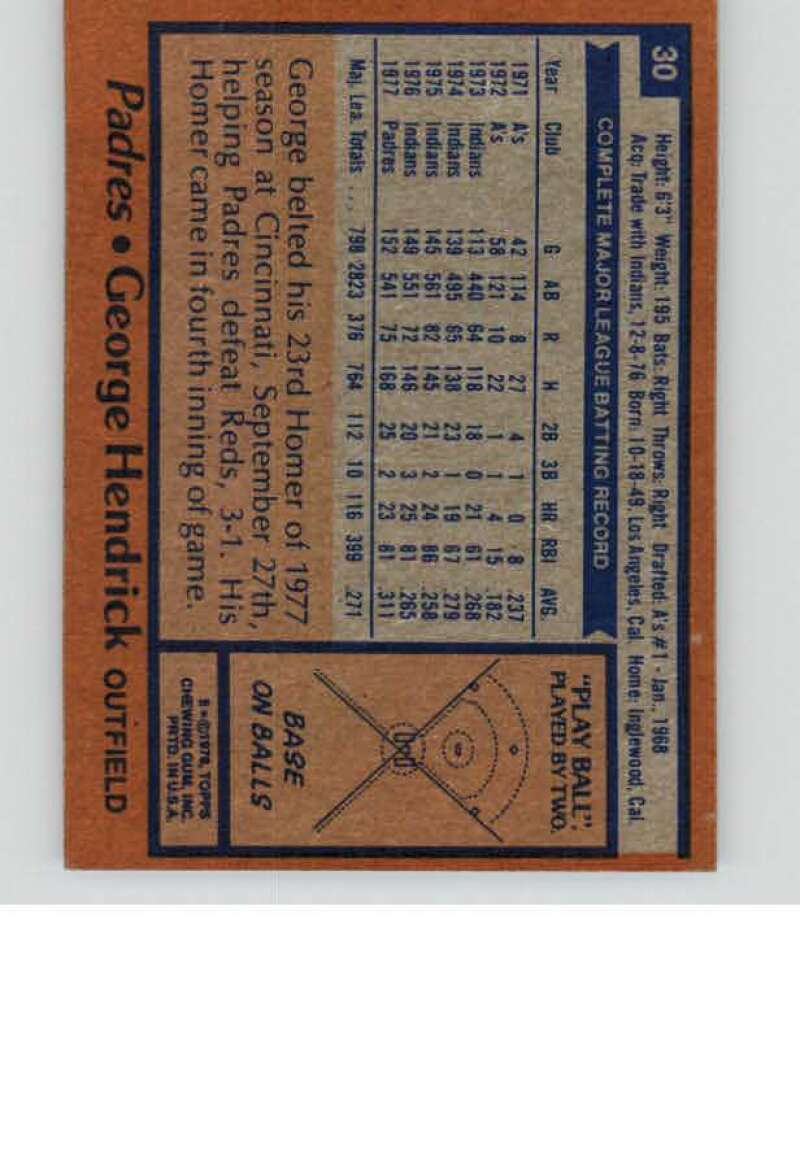 30
Height: 6'3" Weight: 195 Bats: Right Throws: Right Drafted: A's #1 - Jan., 1968
Acq: Trade with Indians, 12-8-76 Born: 10-18-49, Los Angeles, Cal. Home: Inglewood, Cal.
COMPLETE MAJOR LEAGUE BATTING RECORD
Year Club G AB R H 2B 3B HR RBI AVG.
1971 A's 42 114 8 27 4 1 0 8 .237
1972 A's 58 121 10 22 1 1 4 15 .182
1973 Indians 113 440 64 118 18 0 21 61 .268
1974 Indians 139 495 65 138 23 1 19 67 .279
1975 Indians 145 561 82 145 21 2 24 86 .258
1976 Indians 149 551 72 146 20 3 25 81 .265
1977 Padres 152 541 75 168 25 2 23 81 .311
Maj. Lea. Totals ... 798 2823 376 764 112 10 116 399 .271
George belted his 23rd Homer of 1977
season at Cincinnati, September 27th,
helping Padres defeat Reds, 3-1. His
Homer came in fourth inning of game.
"PLAY BALL"
PLAYED BY TWO.
BASE
ON BALLS
©1978, TOPPS
CHEWING GUM, INC.
PRTD. IN U.S.A.
Padres • George Hendrick OUTFIELD